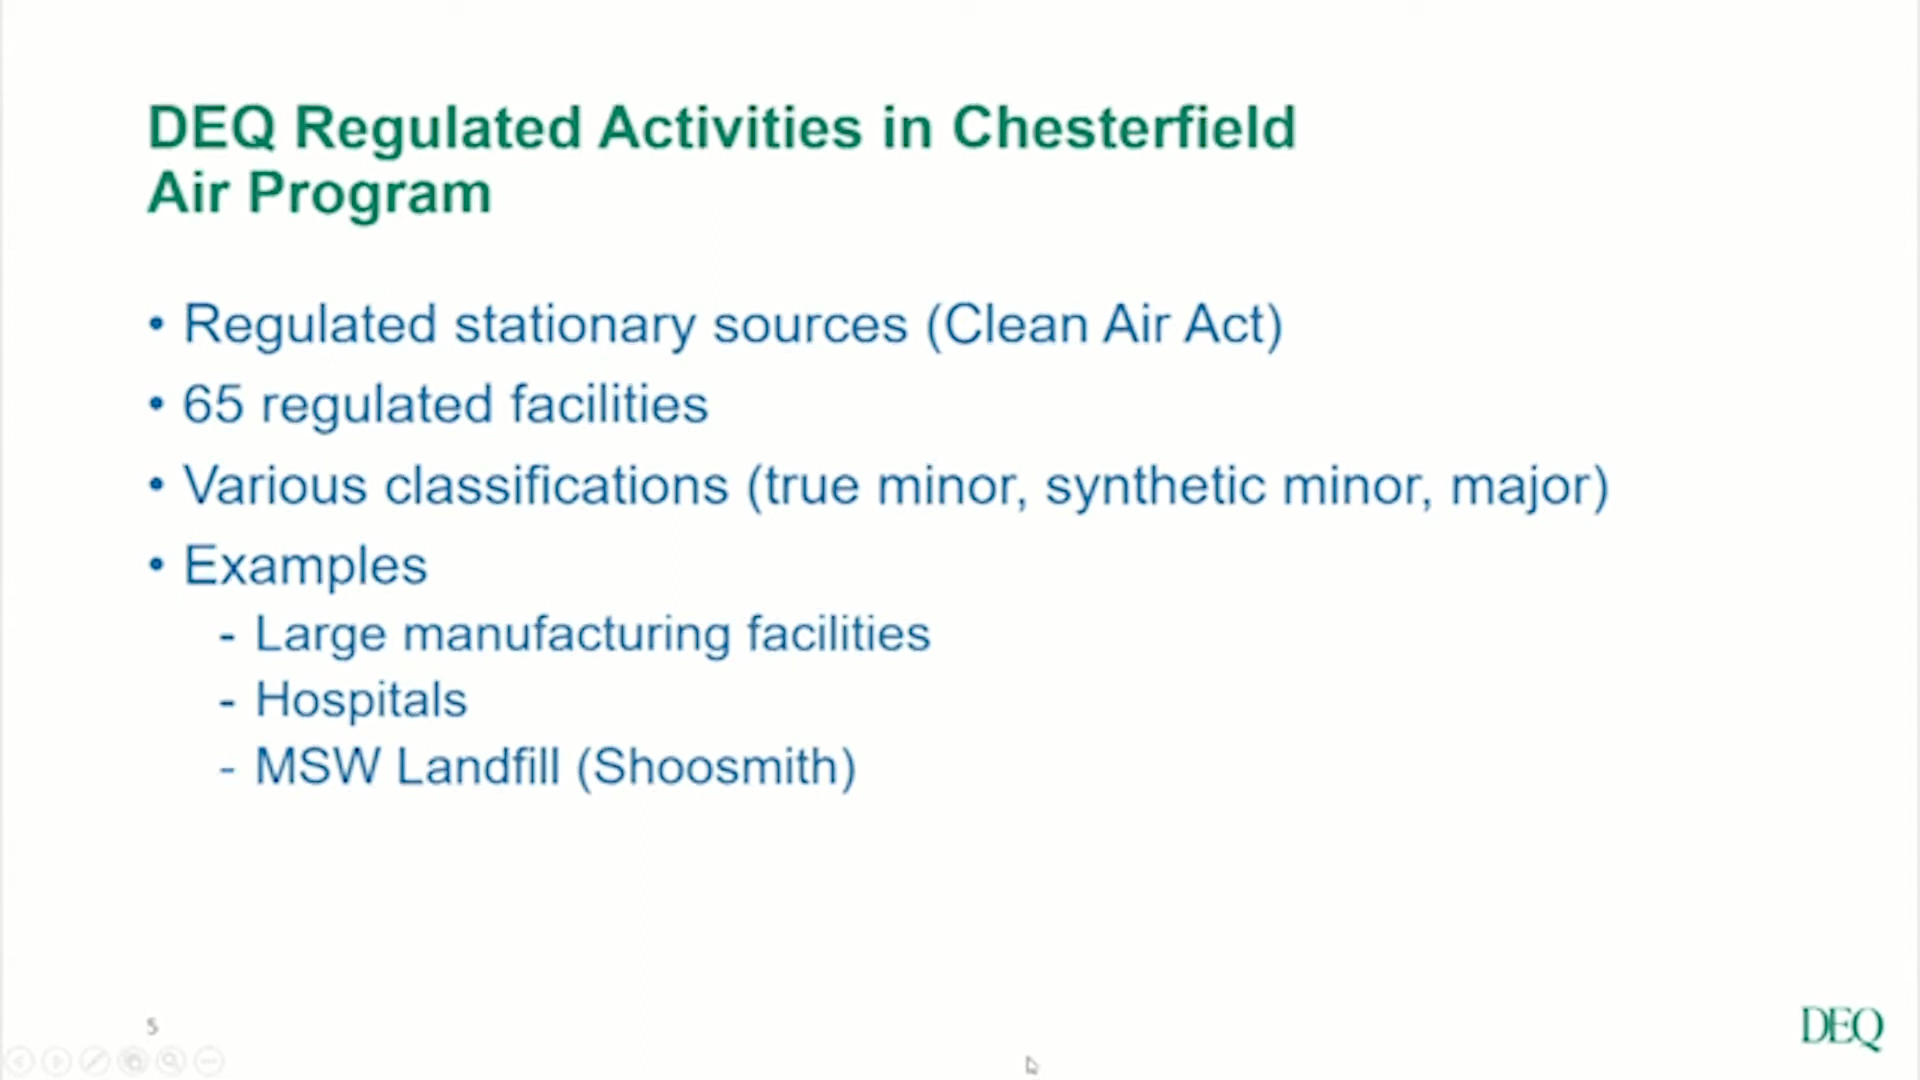 DEQ Regulated Activities in Chesterfield
Air Program
• Regulated stationary sources (Clean Air Act)
• 65 regulated facilities
• Various classifications (true minor, synthetic minor, major)
• Examples
- Large manufacturing facilities
- Hospitals
- MSW Landfill (Shoosmith)
5
DEQ